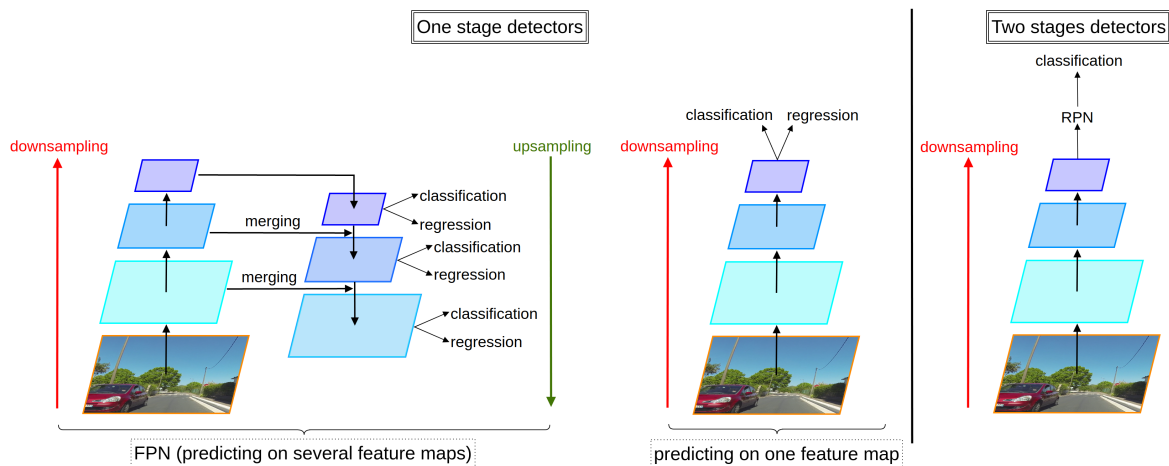 One stage detectors
Two stages detectors
downsampling
upsampling
classification
regression
merging
classification
regression
merging
classification
regression
FPN (predicting on several feature maps)
classification
regression
downsampling
predicting on one feature map
classification
RPN
downsampling